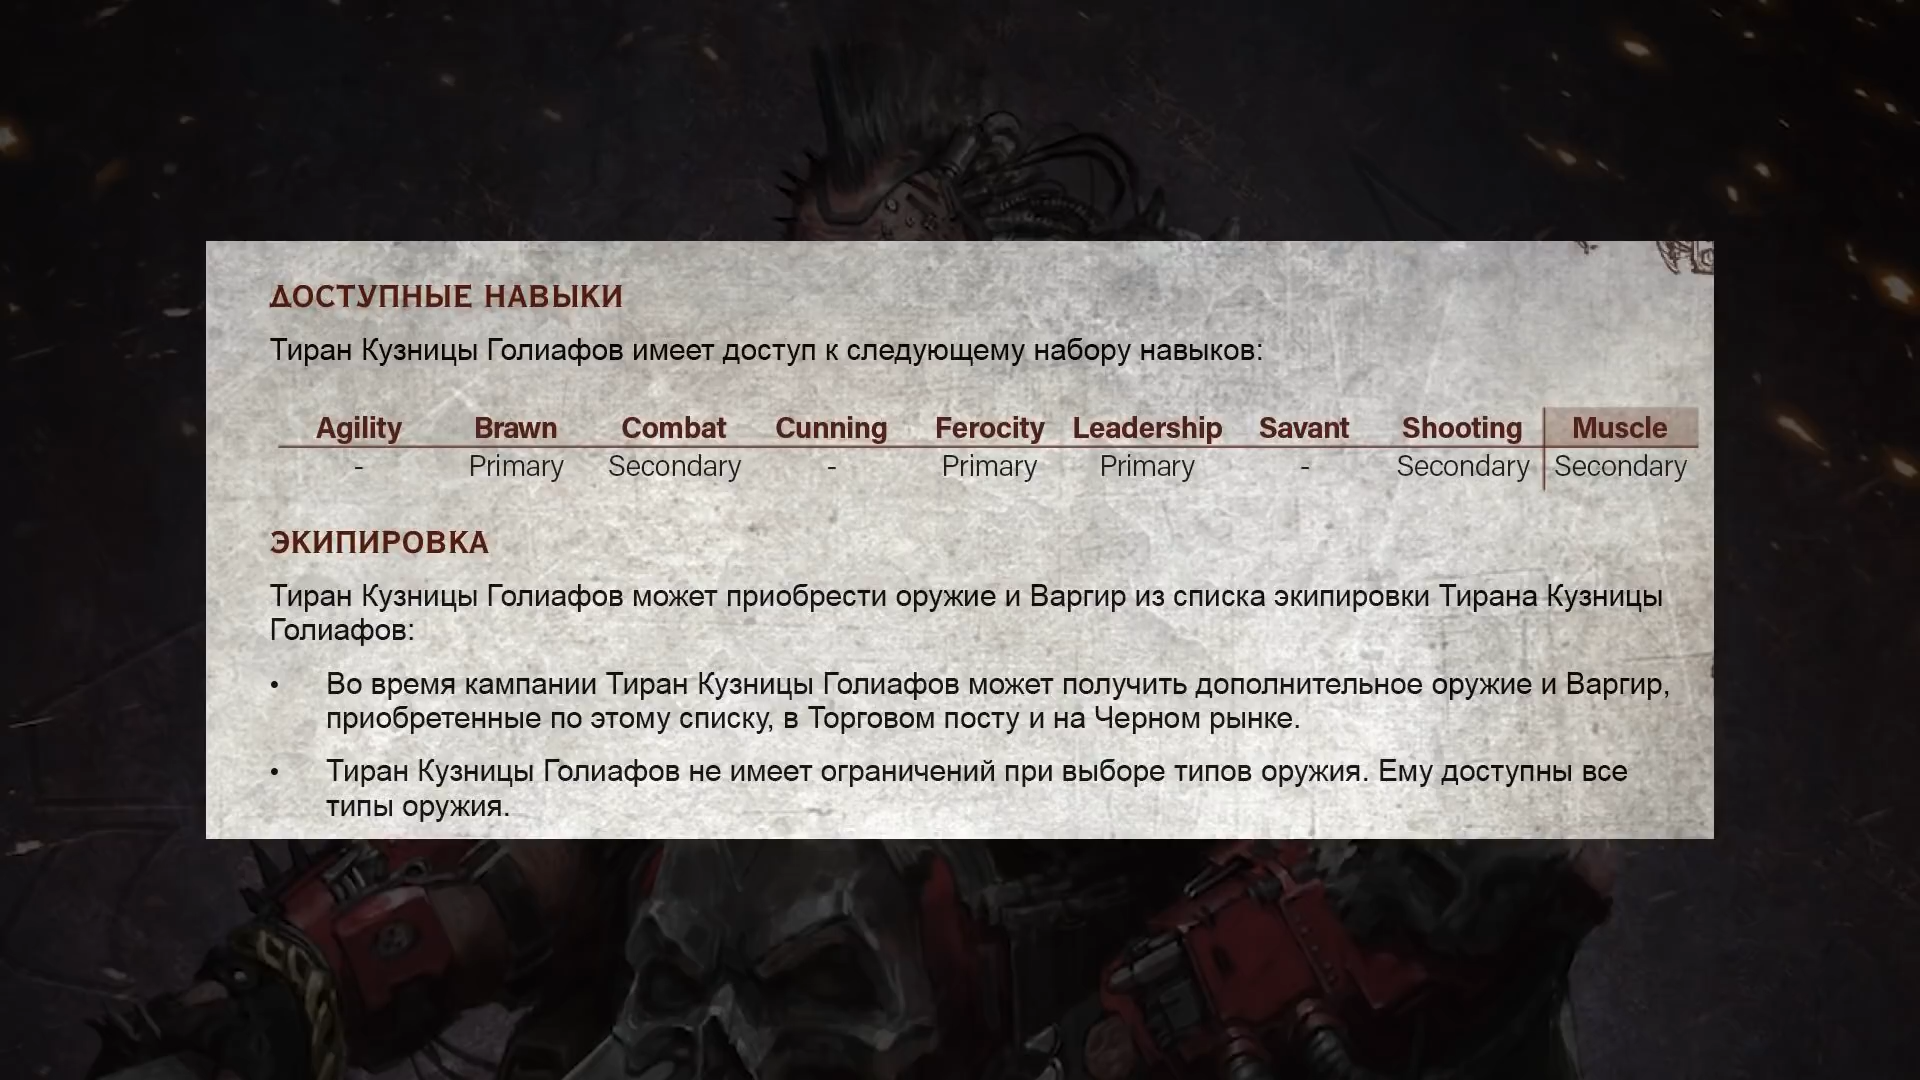 ДОСТУПНЫЕ НАВЫКИ
Тиран Кузницы Голиафов имеет доступ к следующему набору навыков:
Agility Brawn Combat Cunning Ferocity Leadership Savant Shooting Muscle
- Primary Secondary - Primary Primary - Secondary Secondary
ЭКИПИРОВКА
Тиран Кузницы Голиафов может приобрести оружие и Варгир из списка экипировки Тирана Кузницы
Голиафов:
• Во время кампании Тиран Кузницы Голиафов может получить дополнительное оружие и Варгир,
приобретенные по этому списку, в Торговом посту и на Черном рынке.
• Тиран Кузницы Голиафов не имеет ограничений при выборе типов оружия. Ему доступны все
типы оружия.